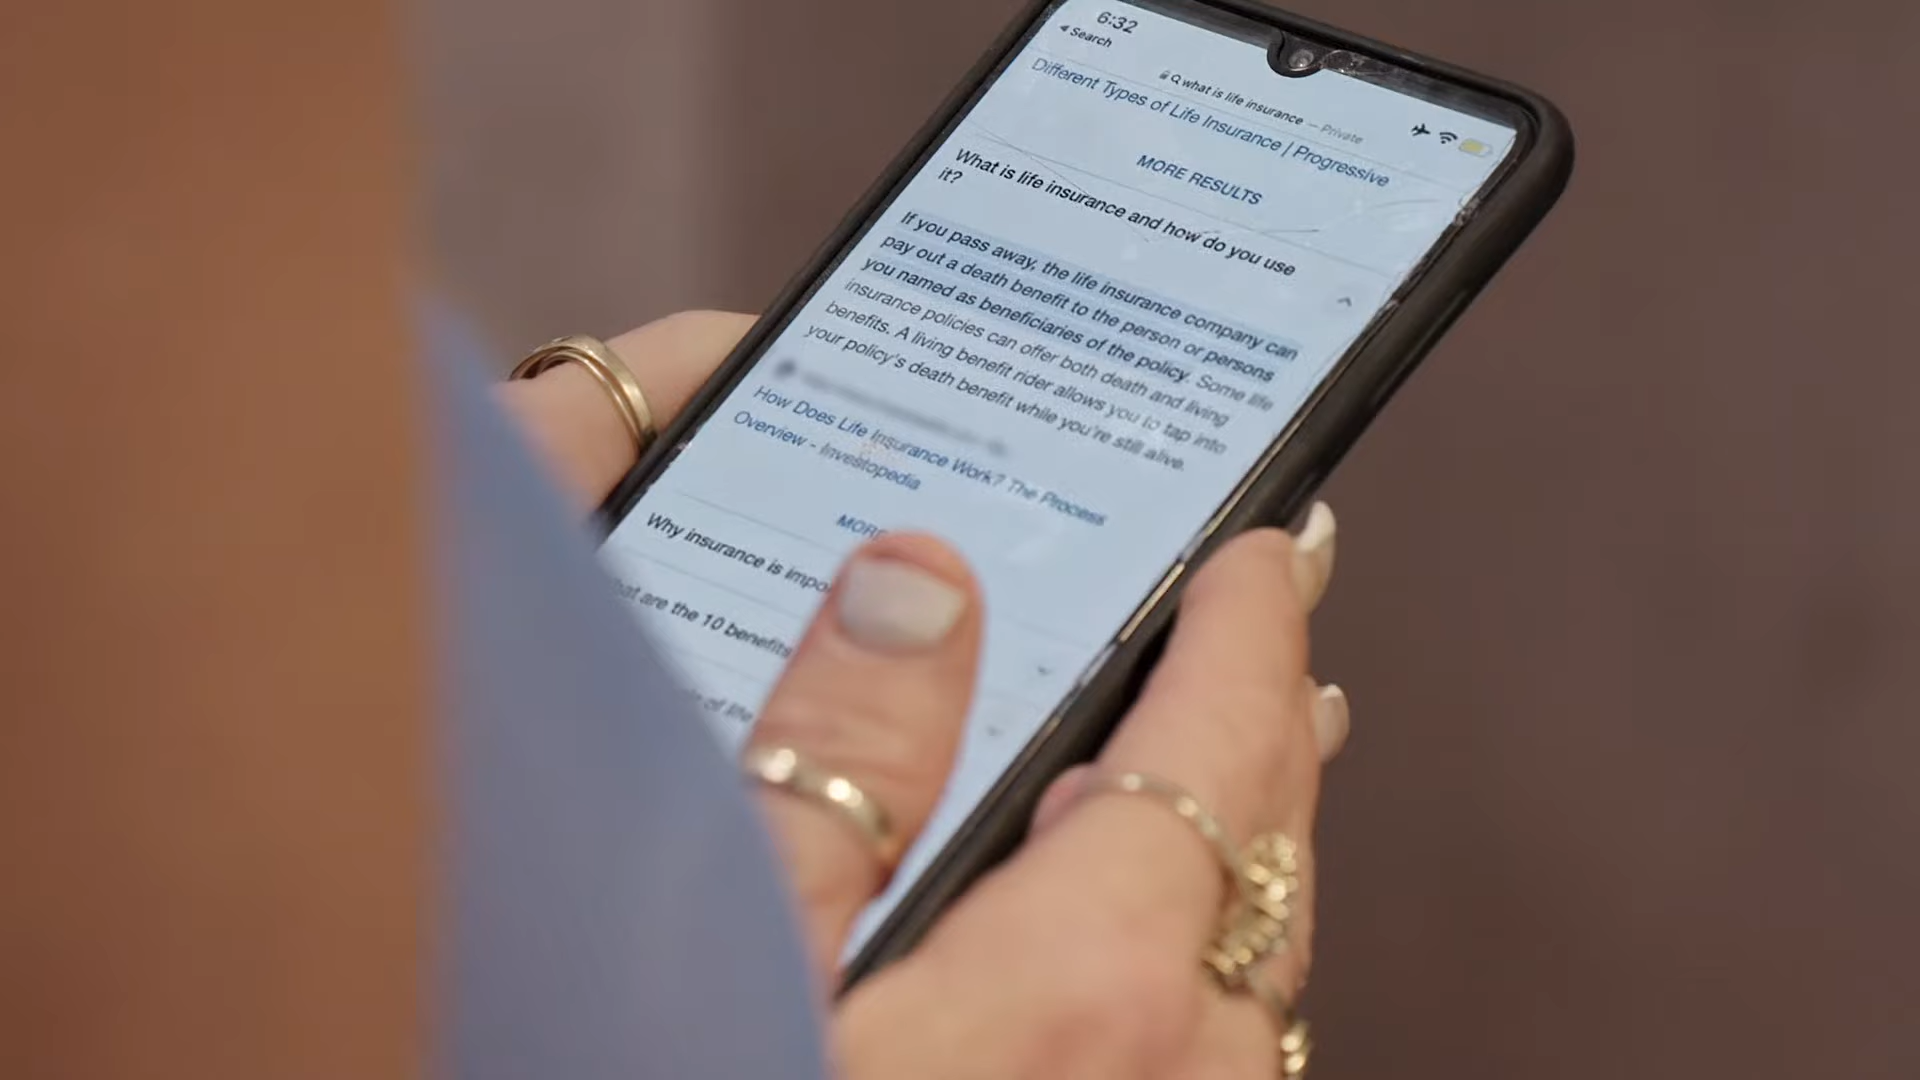 6:32
Search
what is life insurance — Private
Different Types of Life Insurance | Progressive
MORE RESULTS
What is life insurance and how do you use
it?
If you pass away, the life insurance company can
pay out a death benefit to the person or persons
you named as beneficiaries of the policy. Some life
insurance policies can offer both death and living
benefits. A living benefit rider allows you to tap into
your policy's death benefit while you're still alive.
How Does Life Insurance Work? The Process
Overview - Investopedia
MORE
Why insurance is impo
hat are the 10 benefits
of life